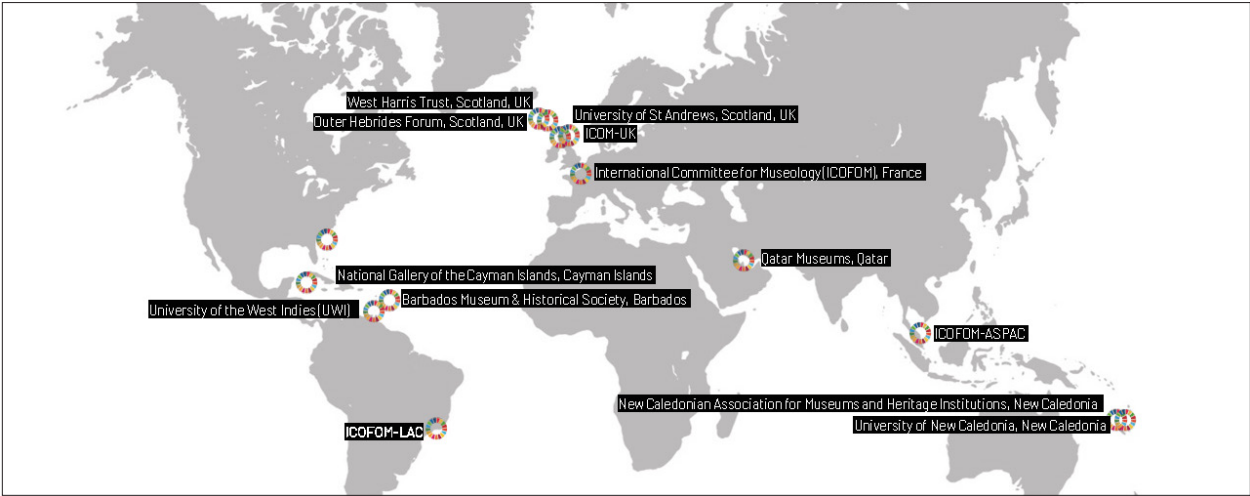 West Harris Trust, Scotland, UK
Outer Hebrides Forum, Scotland, UK
University of St Andrews, Scotland, UK
ICOM-UK
International Committee for Museology (ICOFOM), France
Qatar Museums, Qatar
National Gallery of the Cayman Islands, Cayman Islands
Barbados Museum & Historical Society, Barbados
University of the West Indies (UWI)
ICOFOM-ASPAC
New Caledonian Association for Museums and Heritage Institutions, New Caledonia
University of New Caledonia, New Caledonia
ICOFOM-LAC